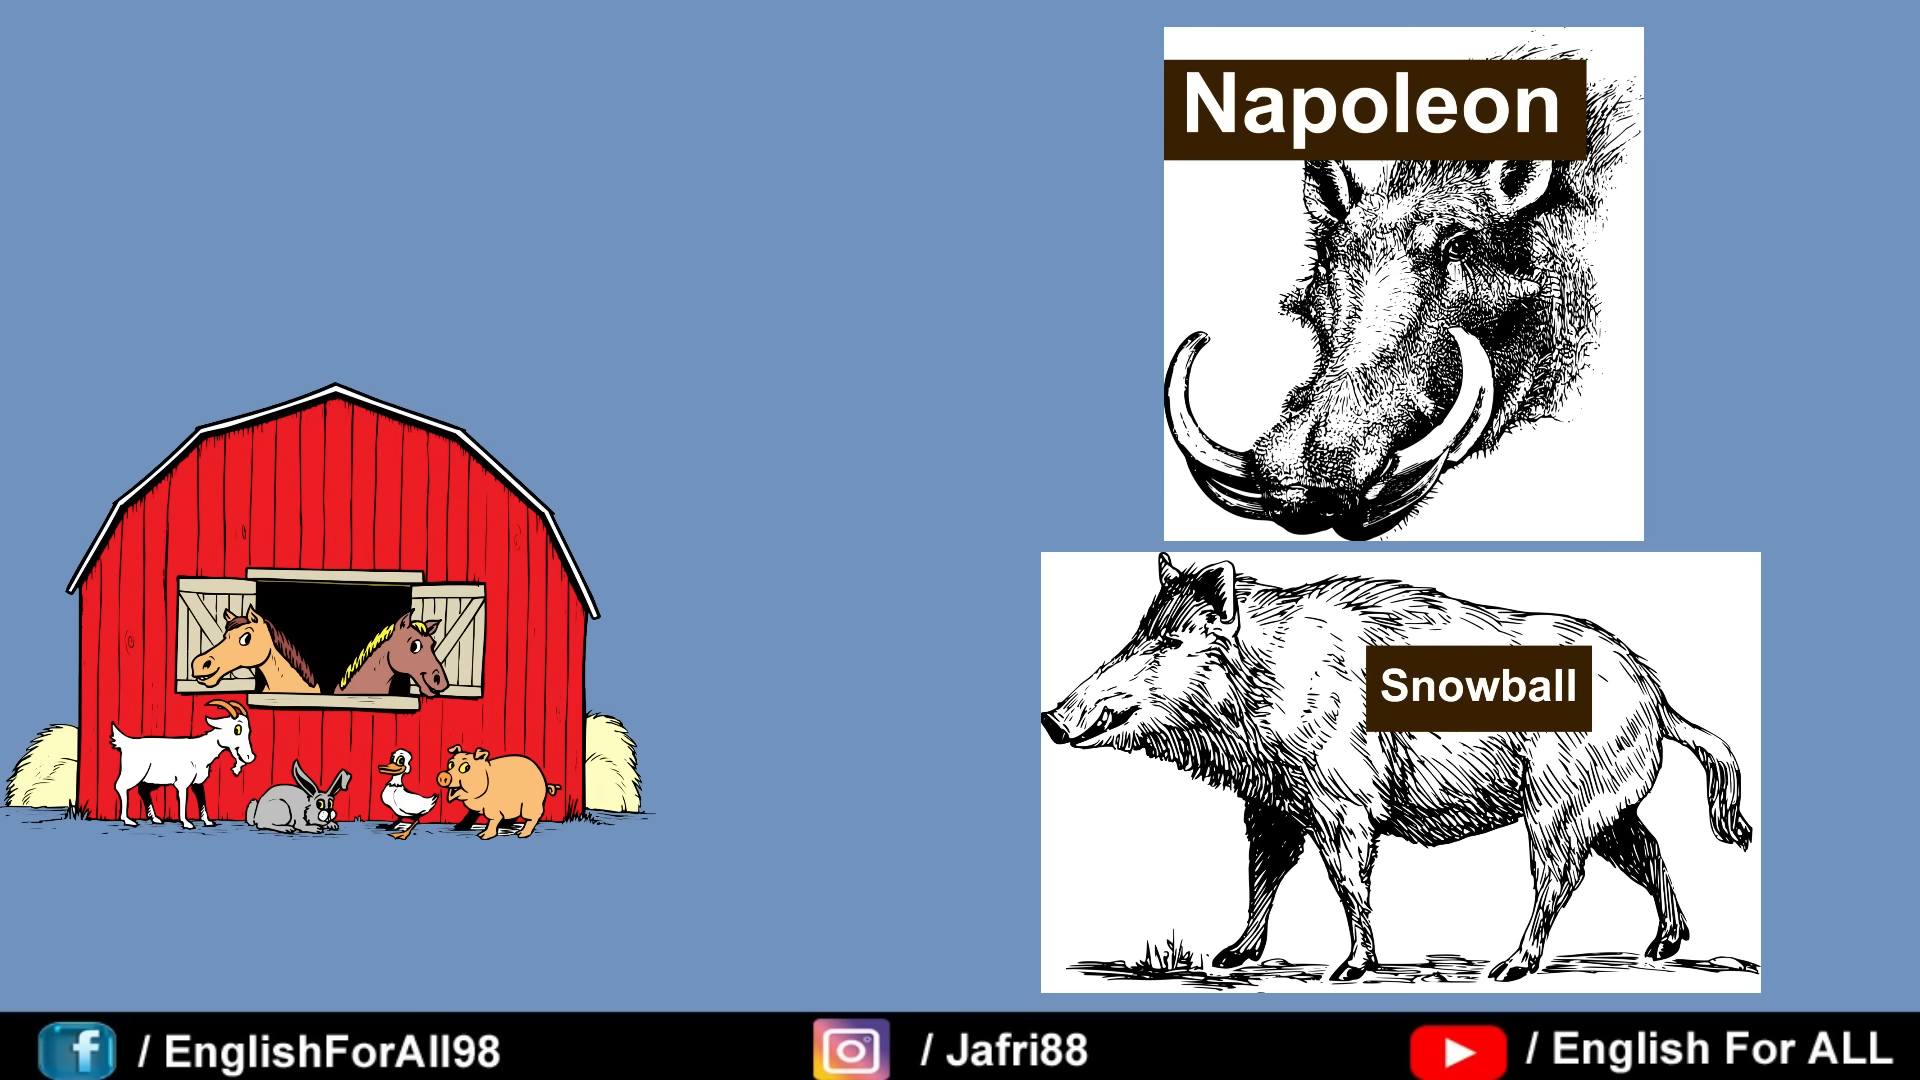 Napoleon
Snowball
/ EnglishForAll98
/ Jafri88
/ English For ALL